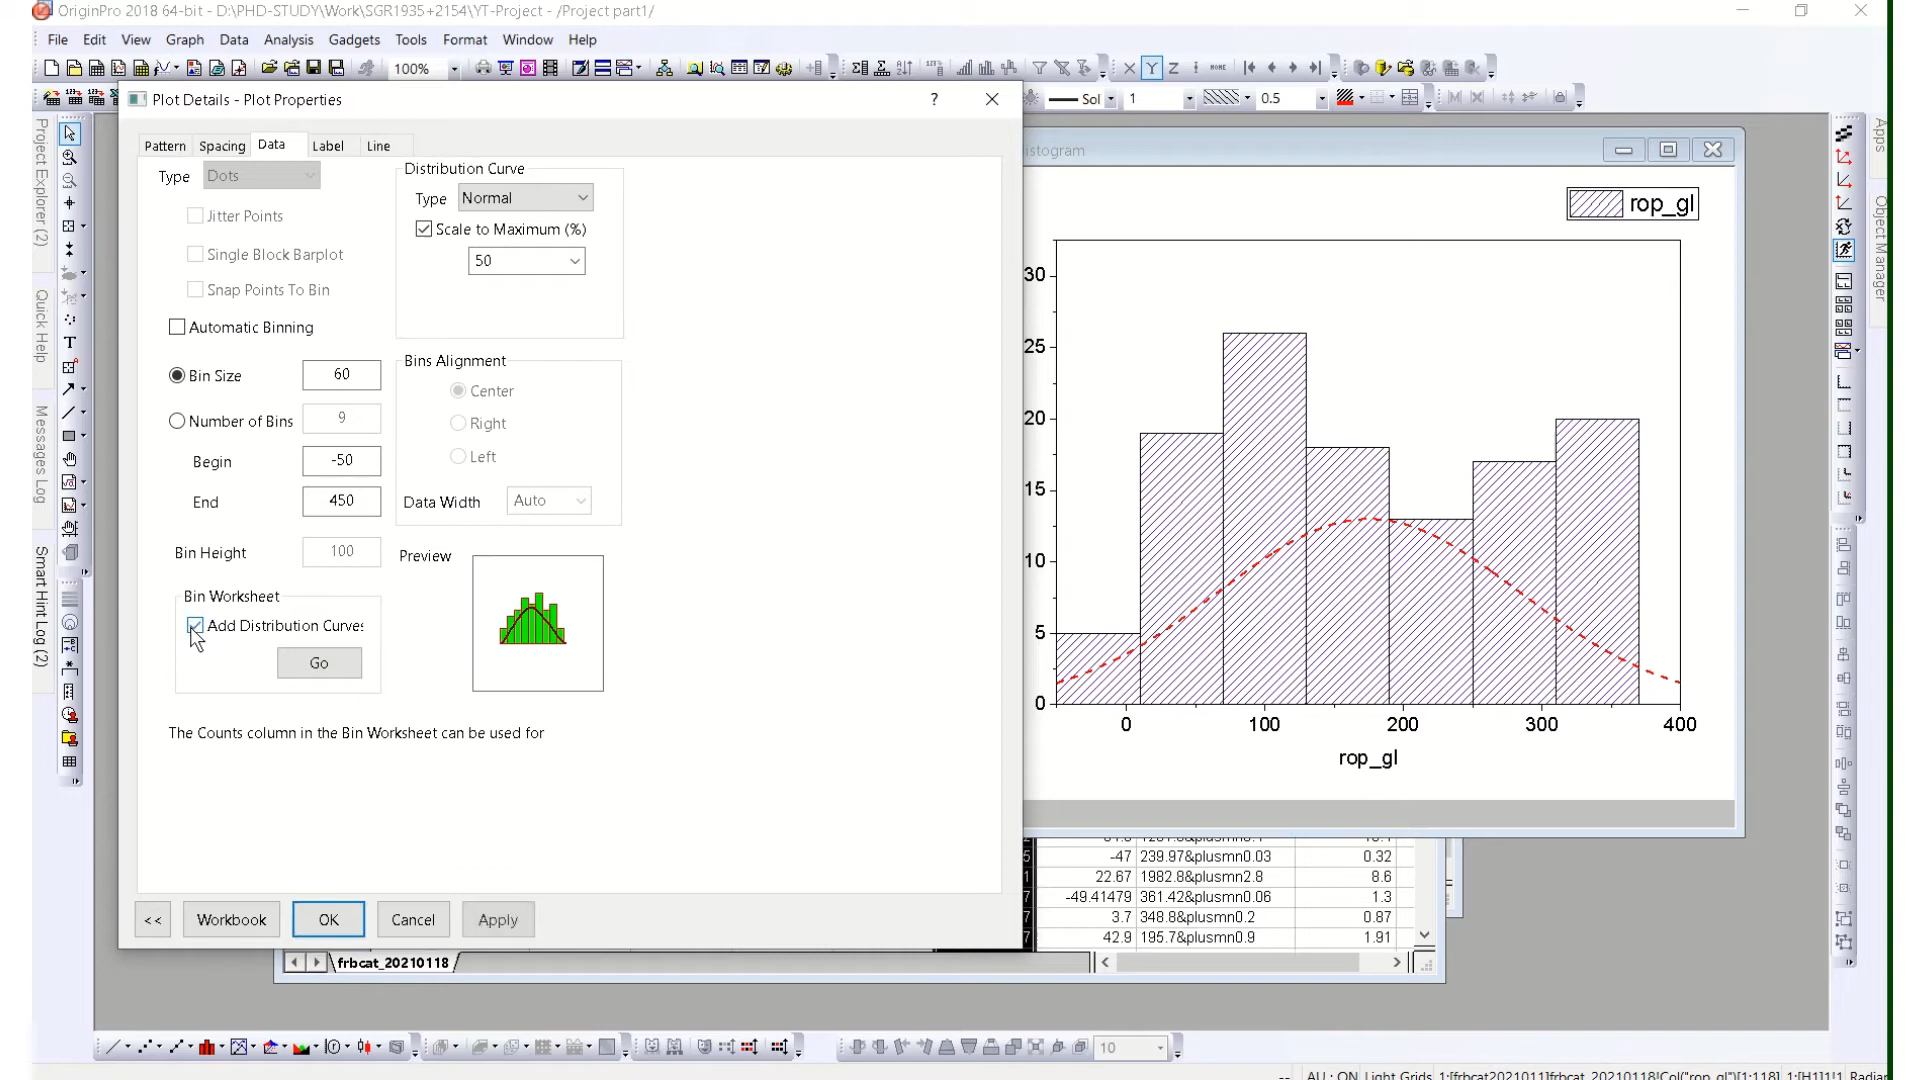 OriginPro 2018 64-bit - D:\PHD-STUDY\Work\SGR1935+2154\YT-Project - /Project part1/
File Edit View Graph Data Analysis Gadgets Tools Format Window Help
100%
Y Z
Sol 1 0.5
Plot Details - Plot Properties
?
Pattern Spacing Data Label Line
Type Dots
Jitter Points
Single Block Barplot
Snap Points To Bin
Automatic Binning
Bin Size 60
Number of Bins 9
Begin -50
End 450
Bin Height 100
Bin Worksheet
Add Distribution Curves
Go
The Counts column in the Bin Worksheet can be used for
Distribution Curve
Type Normal
Scale to Maximum (%)
50
Bins Alignment
Center
Right
Left
Data Width Auto
Preview
<< Workbook OK Cancel Apply
Project Explorer (2)
Quick Help
Messages Log
Smart Hint Log (2)
Apps
Object Manager
istogram
rop_gl
30
25
20
15
10
5
0
0 100 200 300 400
rop_gl
-47 239.97&plusmn0.03 0.32
22.67 1982.8&plusmn2.8 8.6
-49.41479 361.42&plusmn0.06 1.3
3.7 348.8&plusmn0.2 0.87
42.9 195.7&plusmn0.9 1.91
frbcat_20210118
10